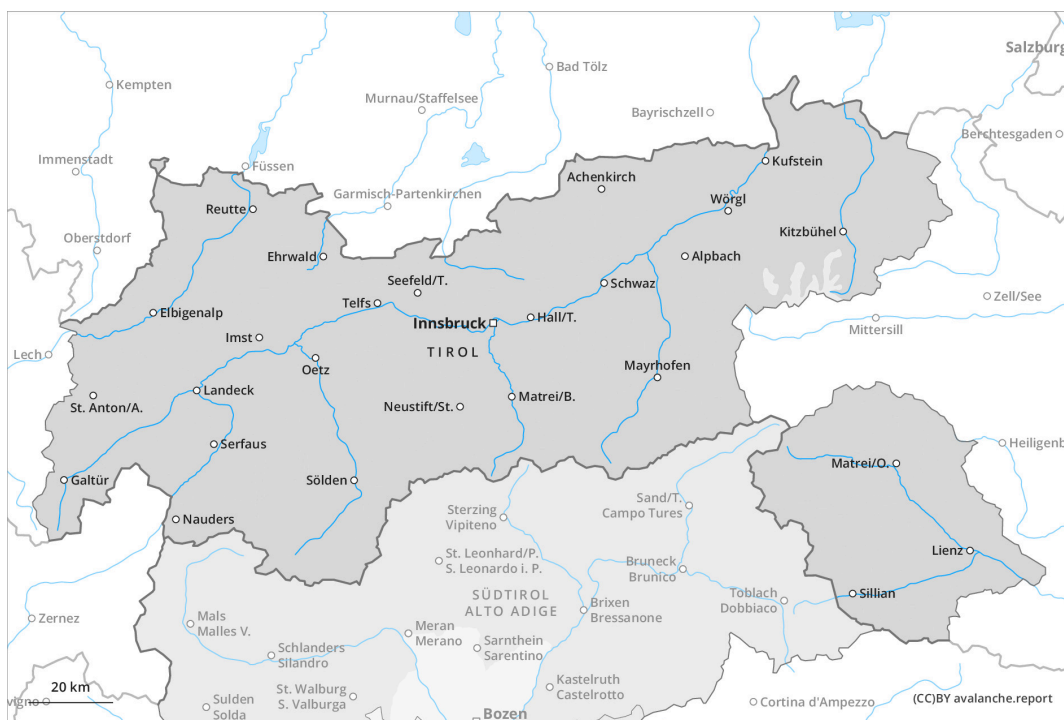 Salzburg
Kempten
Bad Tölz
Murnau/Staffelsee
Bayrischzell
Berchtesgaden
Immenstadt
Füssen
Kufstein
Achenkirch
Garmisch-Partenkirchen
Reutte
Wörgl
Oberstdorf
Kitzbühel
Ehrwald
Alpbach
Seefeld/T.
Schwaz
Zell/See
Telfs
Elbigenalp
Hall/T.
Innsbruck
Mittersill
Imst
TIROL
Lech
Oetz
Mayrhofen
Landeck
St. Anton/A.
Matrei/B.
Neustift/St.
Serfaus
Heiligenb
Matrei/O.
Galtür
Sölden
Sand/T.
Campo Tures
Sterzing
Vipiteno
Nauders
Lienz
St. Leonhard/P.
S. Leonardo i. P.
Bruneck
Brunico
SÜDTIROL
ALTO ADIGE
Toblach
Dobbiaco
Sillian
Brixen
Bressanone
Zernez
Mals
Malles V.
Meran
Merano
Sarnthein
Sarentino
Schlanders
Silandro
20 km
Kastelruth
Castelrotto
St. Walburg
S. Valburga
vigno
Sulden
Solda
Cortina d'Ampezzo
(CC)BY avalanche.report
Bozen